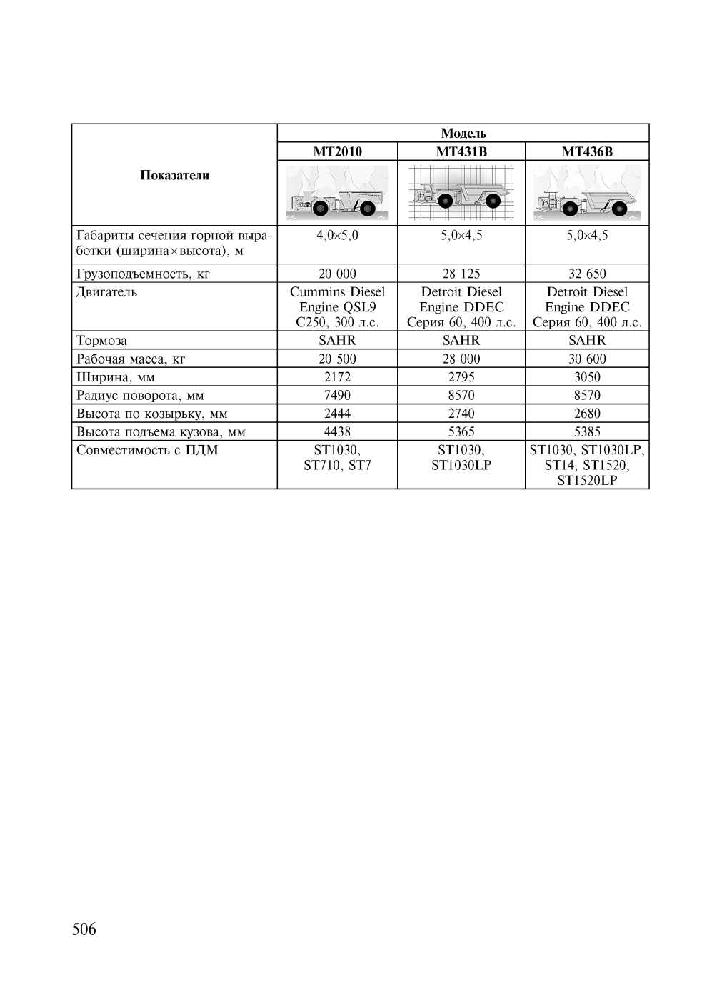 Показатели
Модель
МТ2010 МТ431В МТ436В
Габариты сечения горной выра-
ботки (ширина×высота), м
4,0×5,0 5,0×4,5 5,0×4,5
Грузоподъемность, кг 20 000 28 125 32 650
Двигатель Cummins Diesel Detroit Diesel Detroit Diesel
Engine QSL9 Engine DDEC Engine DDEC
C250, 300 л.с. Серия 60, 400 л.с. Серия 60, 400 л.с.
Тормоза SAHR SAHR SAHR
Рабочая масса, кг 20 500 28 000 30 600
Ширина, мм 2172 2795 3050
Радиус поворота, мм 7490 8570 8570
Высота по козырьку, мм 2444 2740 2680
Высота подъема кузова, мм 4438 5365 5385
Совместимость с ПДМ ST1030, ST1030, ST1030, ST1030LP,
ST710, ST7 ST1030LP ST14, ST1520,
ST1520LP
506